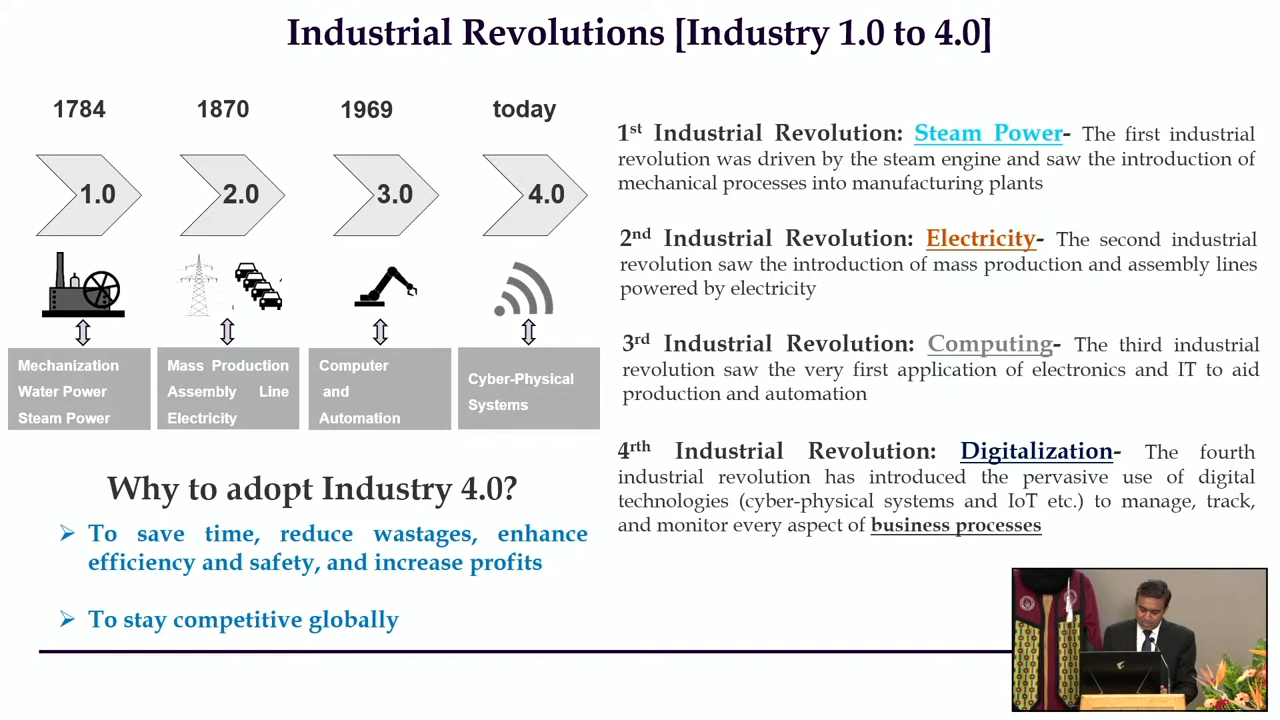 Industrial Revolutions [Industry 1.0 to 4.0]
1784
1870
1969
today
1.0
2.0
3.0
4.0
Mechanization
Water Power
Steam Power
Mass Production
Assembly Line
Electricity
Computer
and
Automation
Cyber-Physical
Systems
Why to adopt Industry 4.0?
To save time, reduce wastages, enhance
efficiency and safety, and increase profits
To stay competitive globally
1st Industrial Revolution: Steam Power- The first industrial
revolution was driven by the steam engine and saw the introduction of
mechanical processes into manufacturing plants
2nd Industrial Revolution: Electricity- The second industrial
revolution saw the introduction of mass production and assembly lines
powered by electricity
3rd Industrial Revolution: Computing- The third industrial
revolution saw the very first application of electronics and IT to aid
production and automation
4rth Industrial Revolution: Digitalization- The fourth
industrial revolution has introduced the pervasive use of digital
technologies (cyber-physical systems and IoT etc.) to manage, track,
and monitor every aspect of business processes